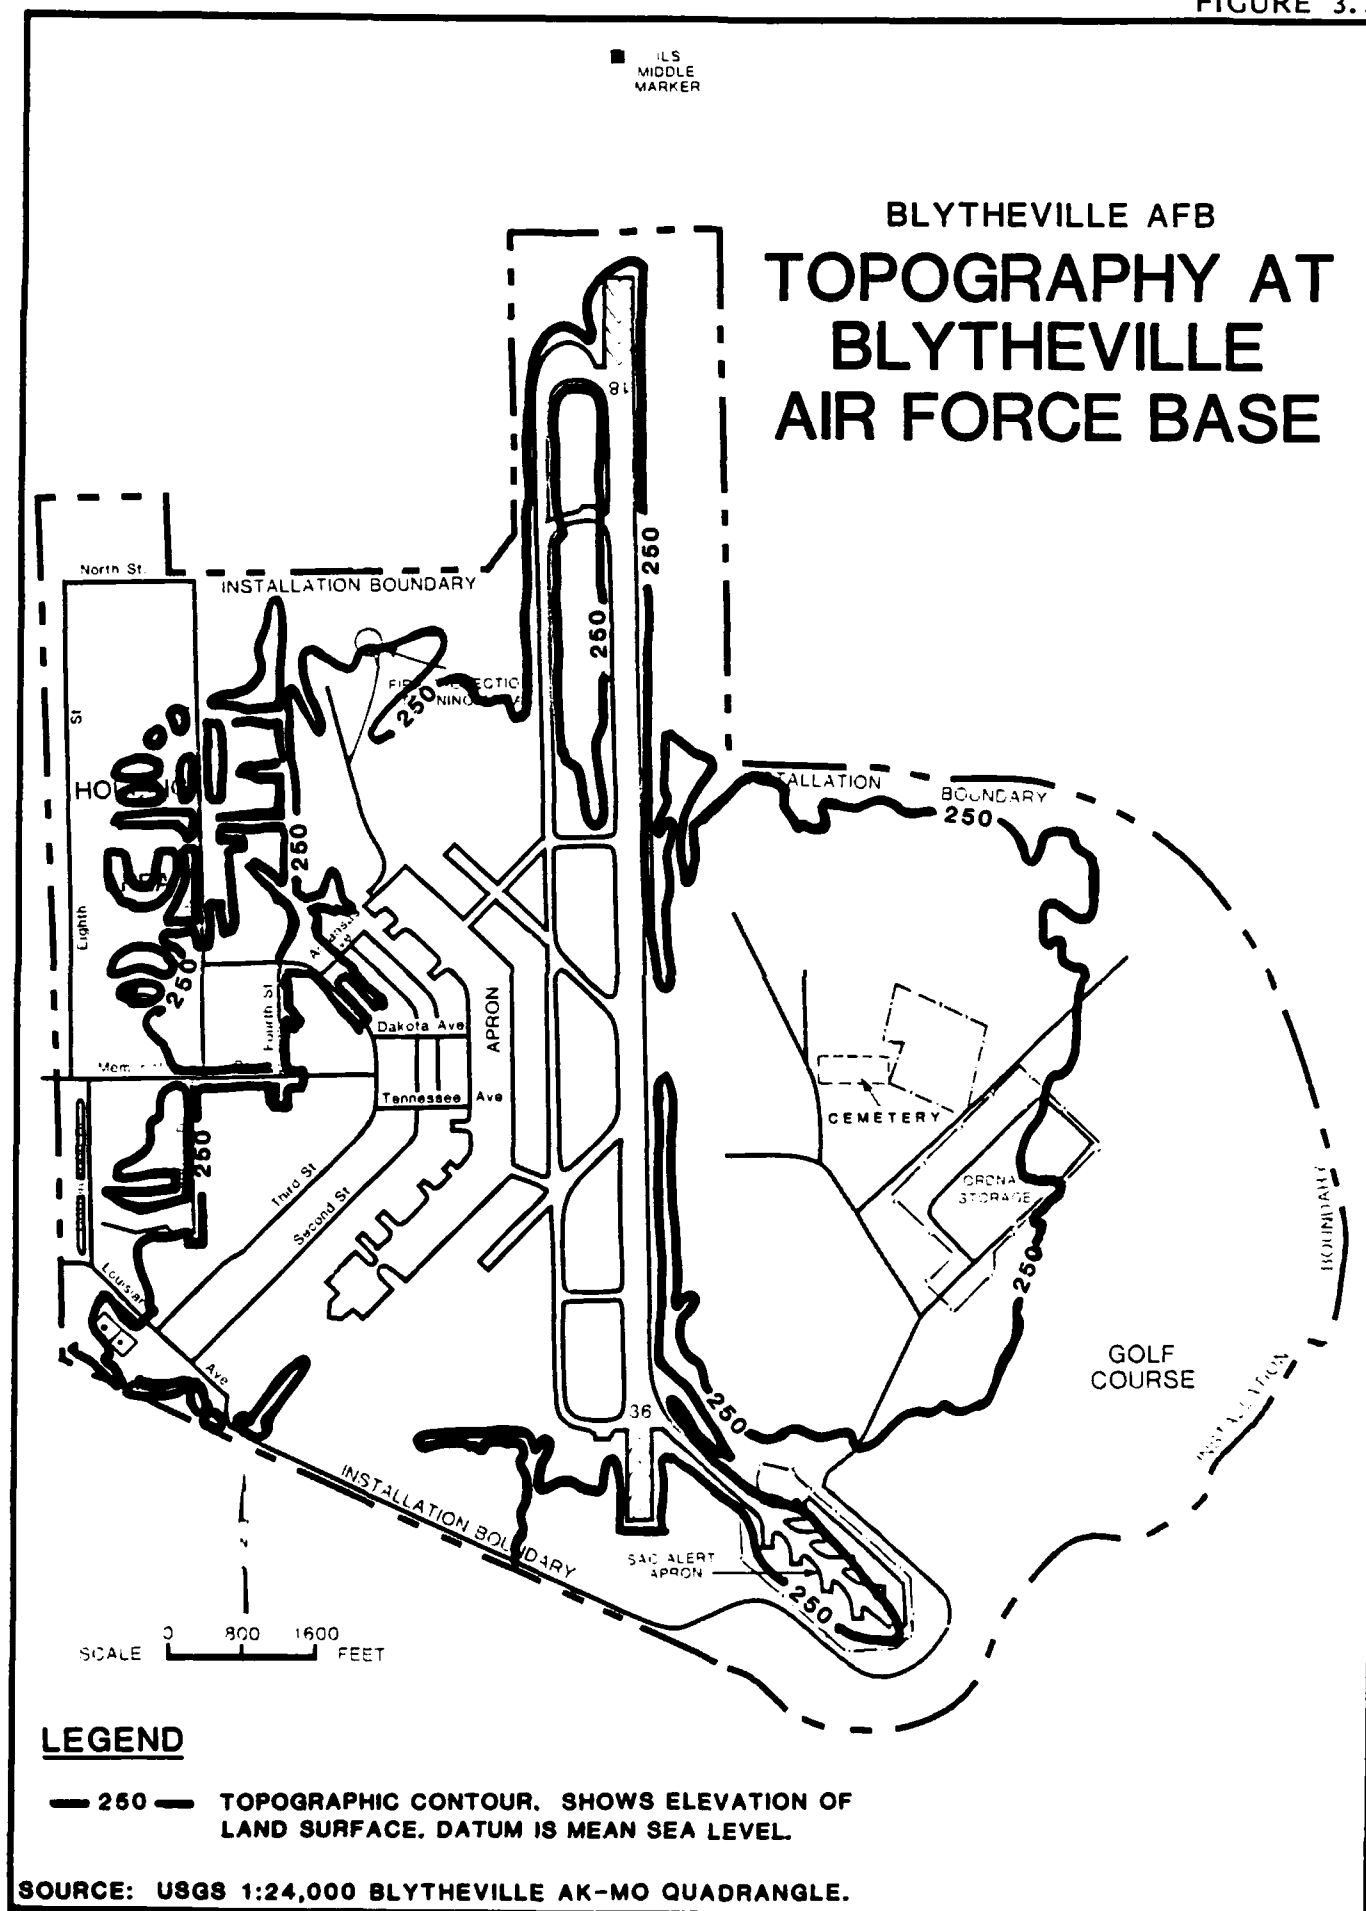 FIGURE 3.
ILS
MIDDLE
MARKER
BLYTHEVILLE AFB
TOPOGRAPHY AT
BLYTHEVILLE
AIR FORCE BASE
18
North St.
INSTALLATION BOUNDARY
250
250
250
St
250
BOUNDARY
250
Eighth
250
Fourth St
APRON
Dakota Ave
Tennessee Ave
CEMETERY
250
Third St
Second St
STORAGE
250
BOUNDARY
GOLF
COURSE
Ave
36
250
INSTALLATION
INSTALLATION BOUNDARY
SAC ALERT
APRON
250
0 800 1600
SCALE FEET
LEGEND
250 TOPOGRAPHIC CONTOUR. SHOWS ELEVATION OF
LAND SURFACE. DATUM IS MEAN SEA LEVEL.
SOURCE: USGS 1:24,000 BLYTHEVILLE AK-MO QUADRANGLE.